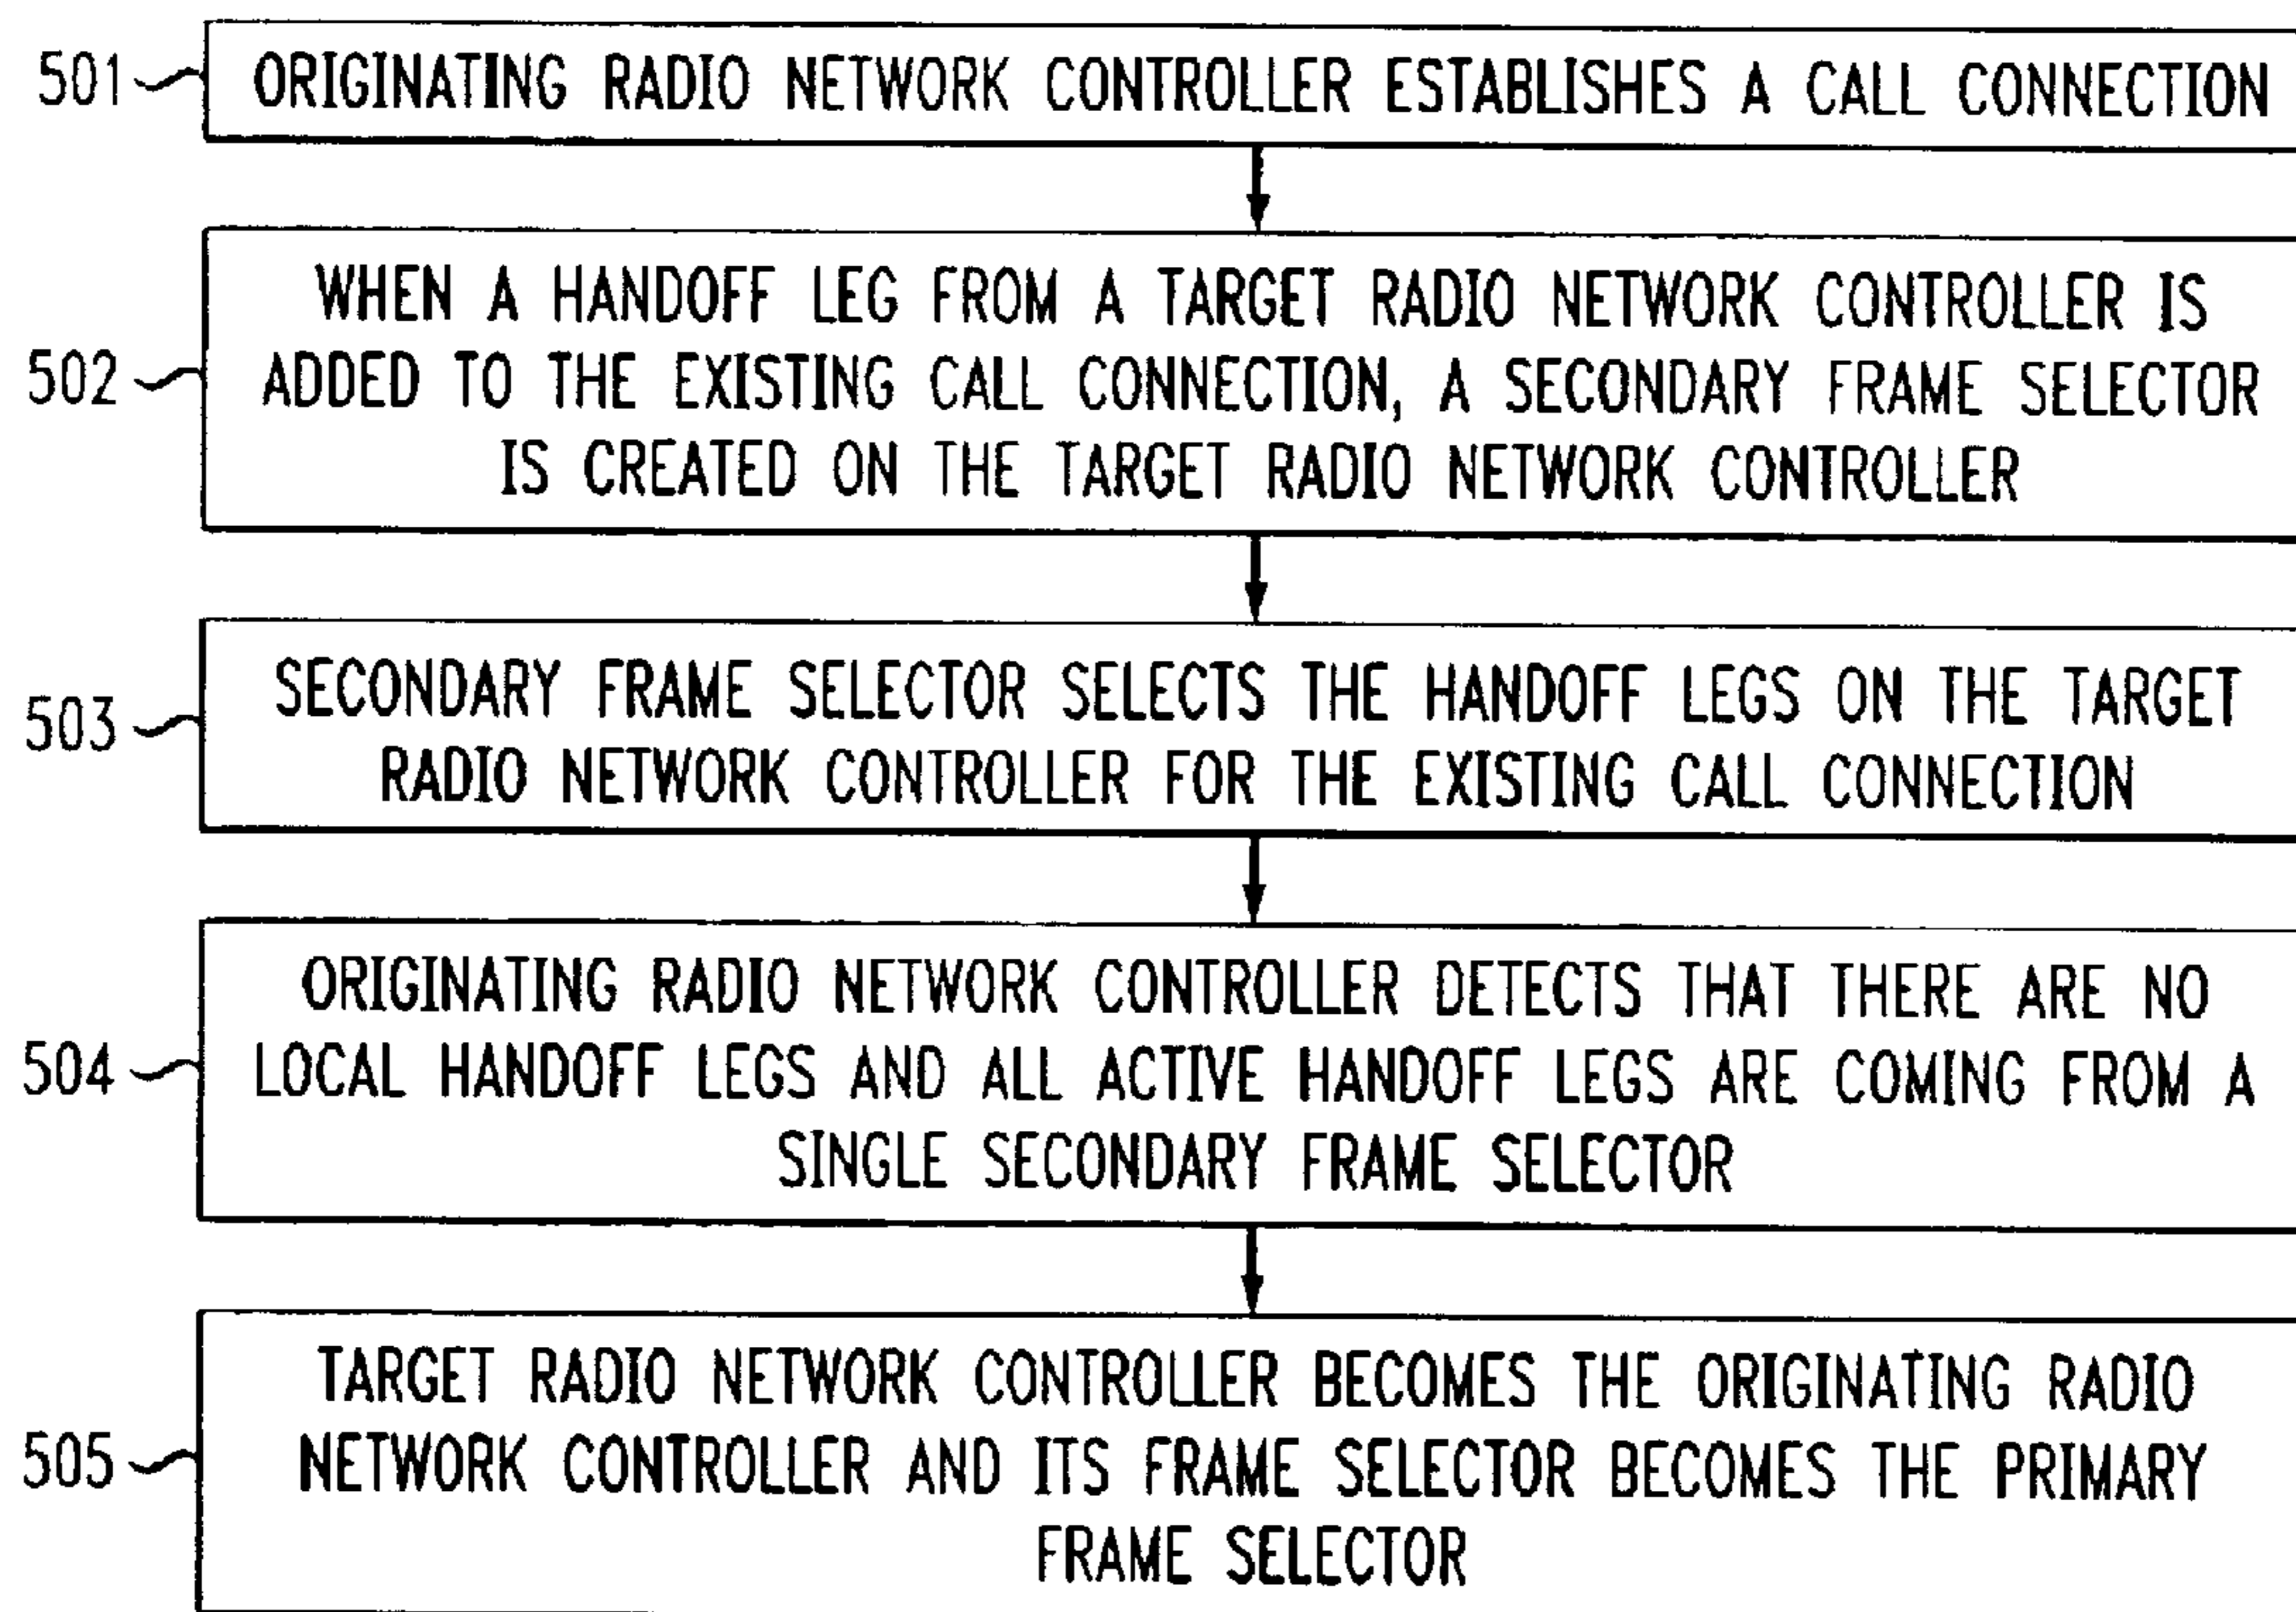 501 ORIGINATING RADIO NETWORK CONTROLLER ESTABLISHES A CALL CONNECTION
WHEN A HANDOFF LEG FROM A TARGET RADIO NETWORK CONTROLLER IS
502 ADDED TO THE EXISTING CALL CONNECTION, A SECONDARY FRAME SELECTOR
IS CREATED ON THE TARGET RADIO NETWORK CONTROLLER
503 SECONDARY FRAME SELECTOR SELECTS THE HANDOFF LEGS ON THE TARGET
RADIO NETWORK CONTROLLER FOR THE EXISTING CALL CONNECTION
ORIGINATING RADIO NETWORK CONTROLLER DETECTS THAT THERE ARE NO
504 LOCAL HANDOFF LEGS AND ALL ACTIVE HANDOFF LEGS ARE COMING FROM A
SINGLE SECONDARY FRAME SELECTOR
TARGET RADIO NETWORK CONTROLLER BECOMES THE ORIGINATING RADIO
505 NETWORK CONTROLLER AND ITS FRAME SELECTOR BECOMES THE PRIMARY
FRAME SELECTOR